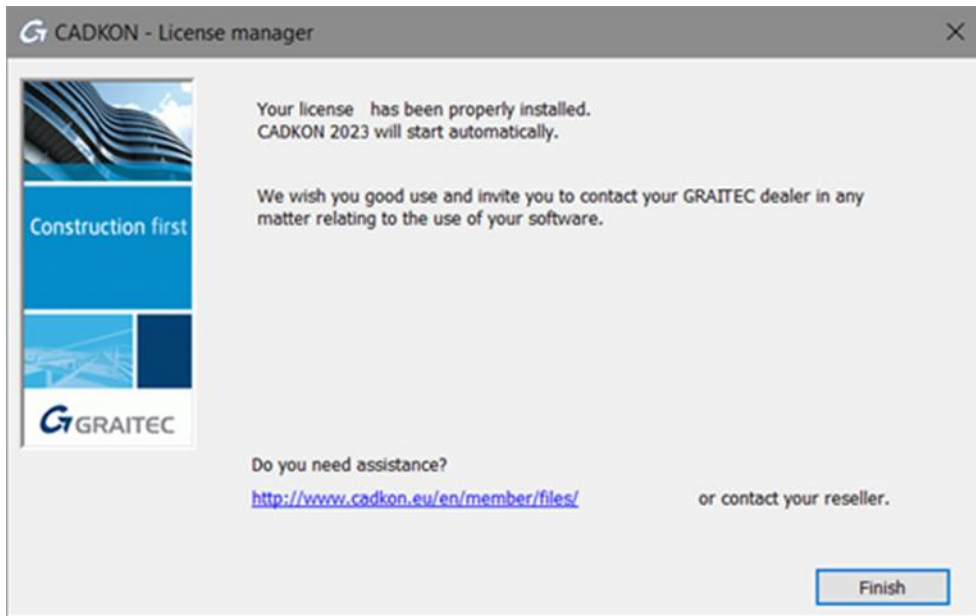 CADKON - License manager
Your license has been properly installed.
CADKON 2023 will start automatically.
We wish you good use and invite you to contact your GRAITEC dealer in any
matter relating to the use of your software.
Construction first
GRAITEC
Do you need assistance?
http://www.cadkon.eu/en/member/files/ or contact your reseller.
Finish